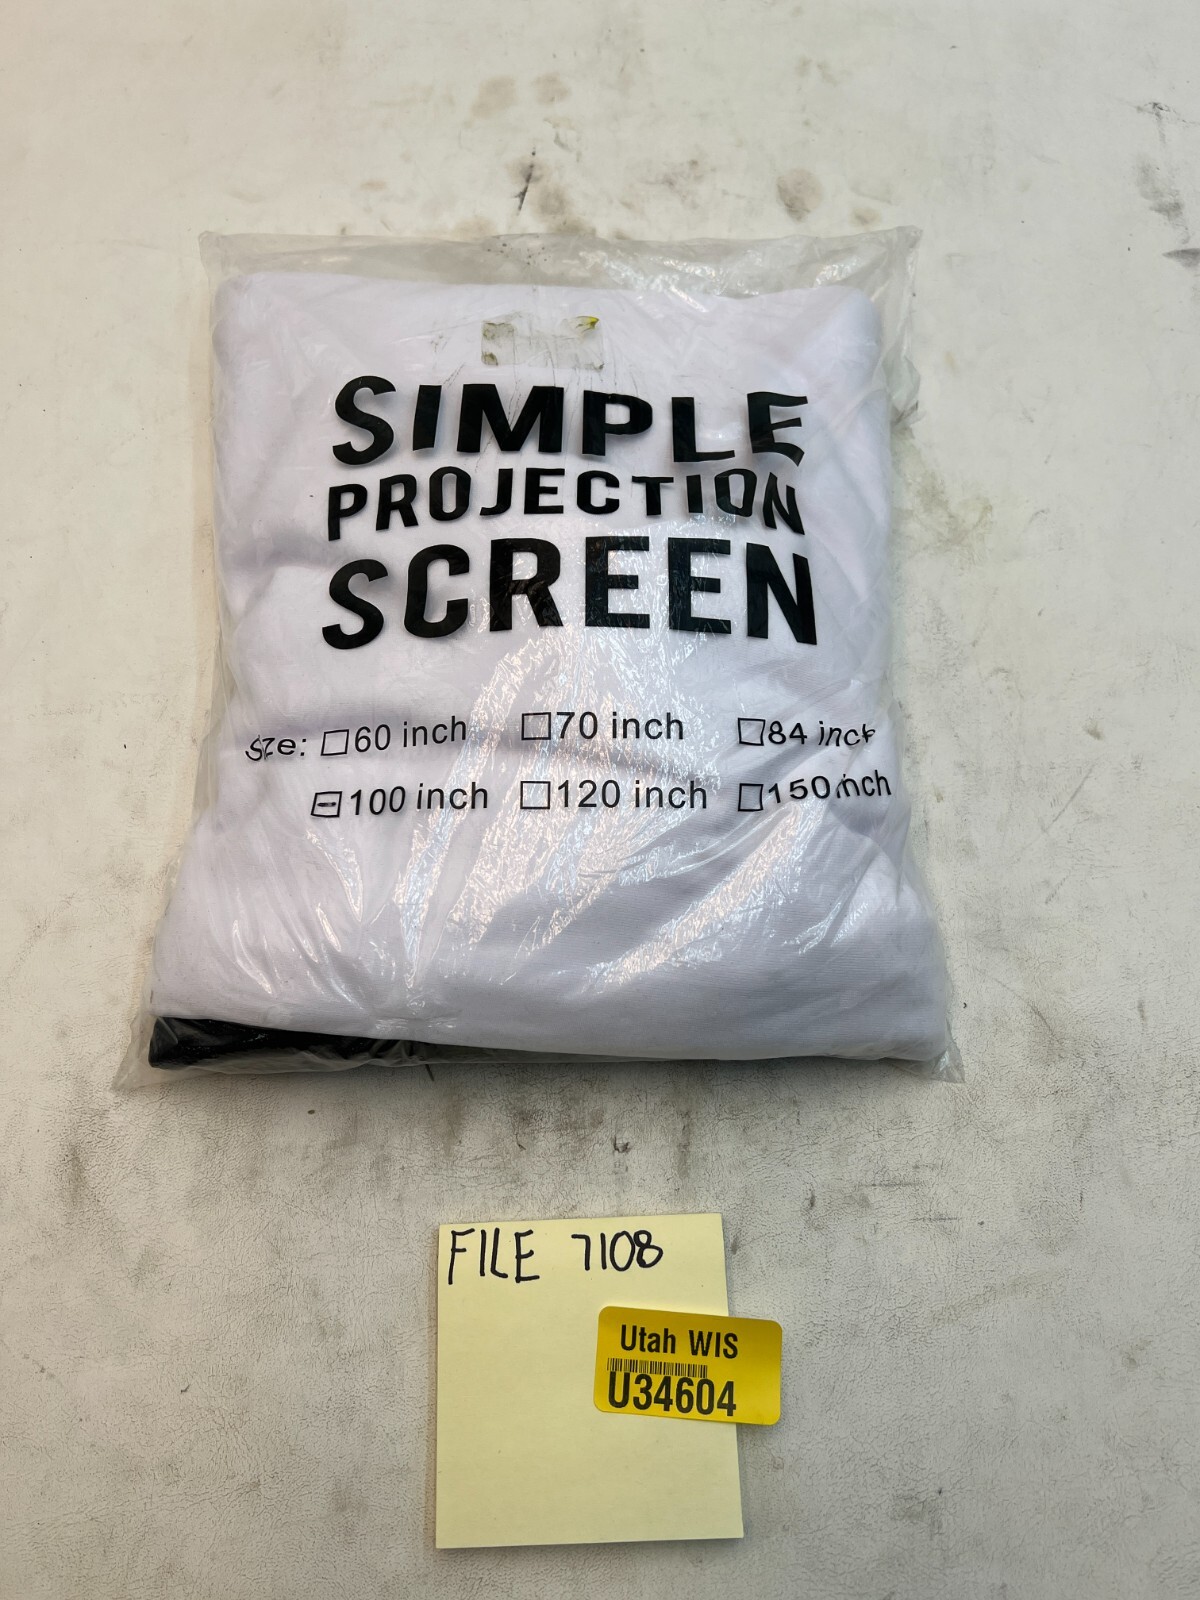 SIMPLE
PROJECTION
SCREEN
Size: 60 inch 70 inch 84 inch
100 inch 120 inch 150 inch
FILE 7108
Utah WIS
U34604